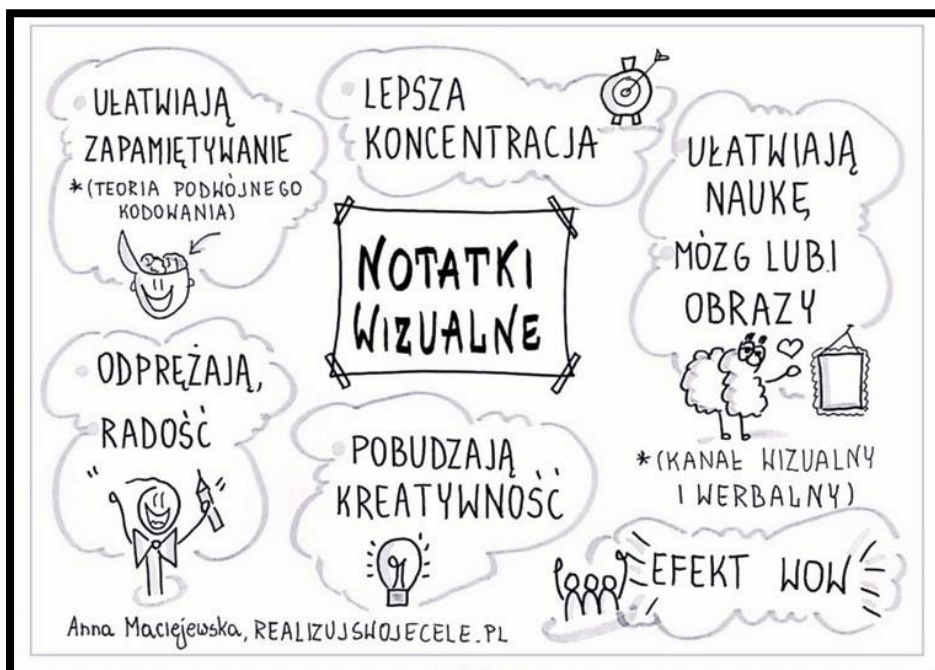 NOTATKI
WIZUALNE
UŁATWIAJĄ
ZAPAMIĘTYWANIE
*(TEORIA PODWÓJNEGO
KODOWANIA)
LEPSZA
KONCENTRACJA
UŁATWIAJĄ
NAUKĘ
MÓZG LUBI
OBRAZY
*(KANAŁ WIZUALNY
I WERBALNY)
ODPRĘŻAJĄ,
RADOŚĆ
POBUDZAJĄ
KREATYWNOŚĆ
EFEKT WOW
Anna Maciejewska, REALIZUJSWOJECELE.PL